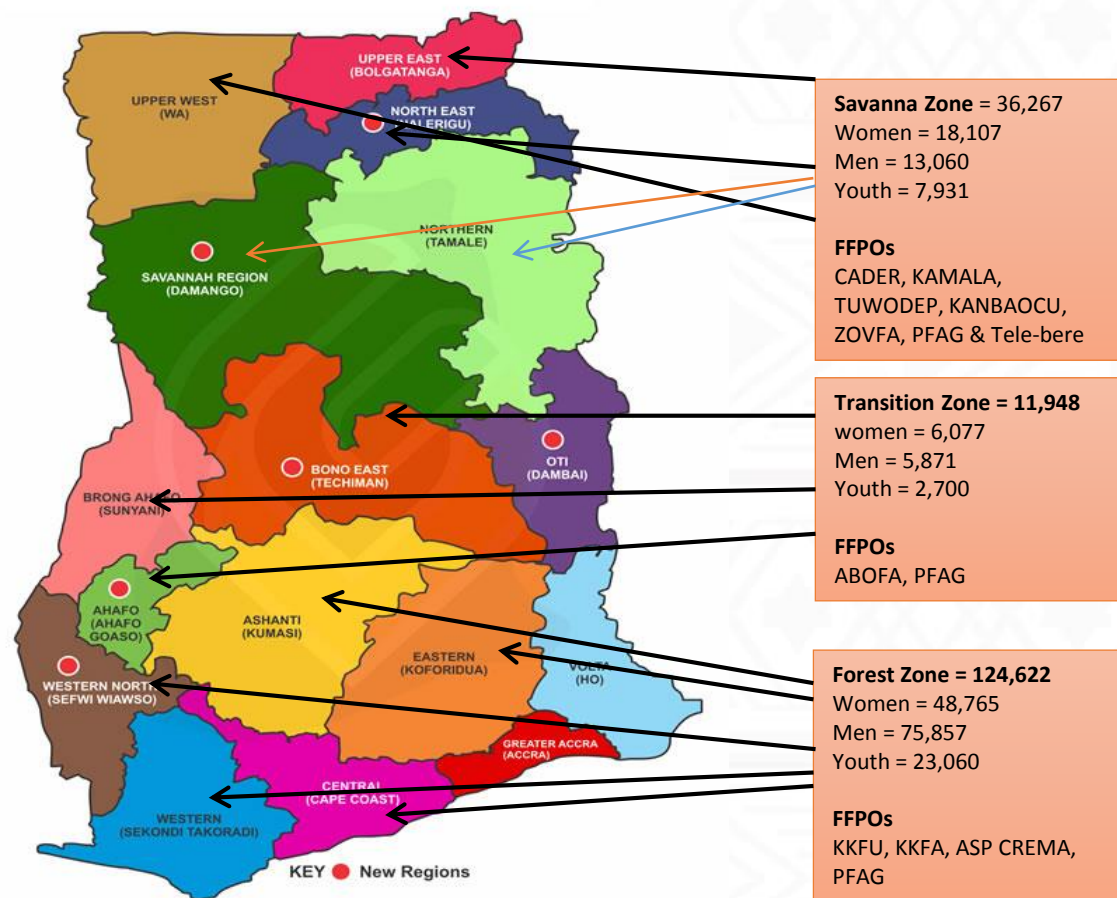 UPPER EAST
(BOLGATANGA)
UPPER WEST
(WA)
NORTH EAST
(NALERIGU)
NORTHERN
(TAMALE)
SAVANNAH REGION
(DAMANGO)
BONO EAST
(TECHIMAN)
OTI
(DAMBAI)
BRONG AHAFO
(SUNYANI)
AHAFO
(AHAFO
GOASO)
ASHANTI
(KUMASI)
EASTERN
(KOFORIDUA)
VOLTA
(HO)
WESTERN NORTH
(SEFWI WIAWSO)
GREATER ACCRA
(ACCRA)
CENTRAL
(CAPE COAST)
WESTERN
(SEKONDI TAKORADI)
KEY New Regions
Savanna Zone = 36,267
Women = 18,107
Men = 13,060
Youth = 7,931
FFPOs
CADER, KAMALA,
TUWODEP, KANBAOCU,
ZOVFA, PFAG & Tele-bere
Transition Zone = 11,948
women = 6,077
Men = 5,871
Youth = 2,700
FFPOs
ABOFA, PFAG
Forest Zone = 124,622
Women = 48,765
Men = 75,857
Youth = 23,060
FFPOs
KKFU, KKFA, ASP CREMA,
PFAG